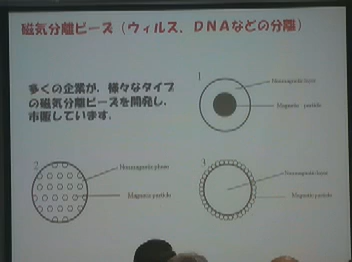 磁気分離ビーズ（ウィルス．ＤＮＡなどの分離）
多くの企業が，様々なタイプ
の磁気分離ビーズを開発し，
市販しています．
1
Nonmagnetic layer
Magnetic particle
2
Nonmagnetic phase
Magnetic particle
3
Nonmagnetic layer
Magnetic particle